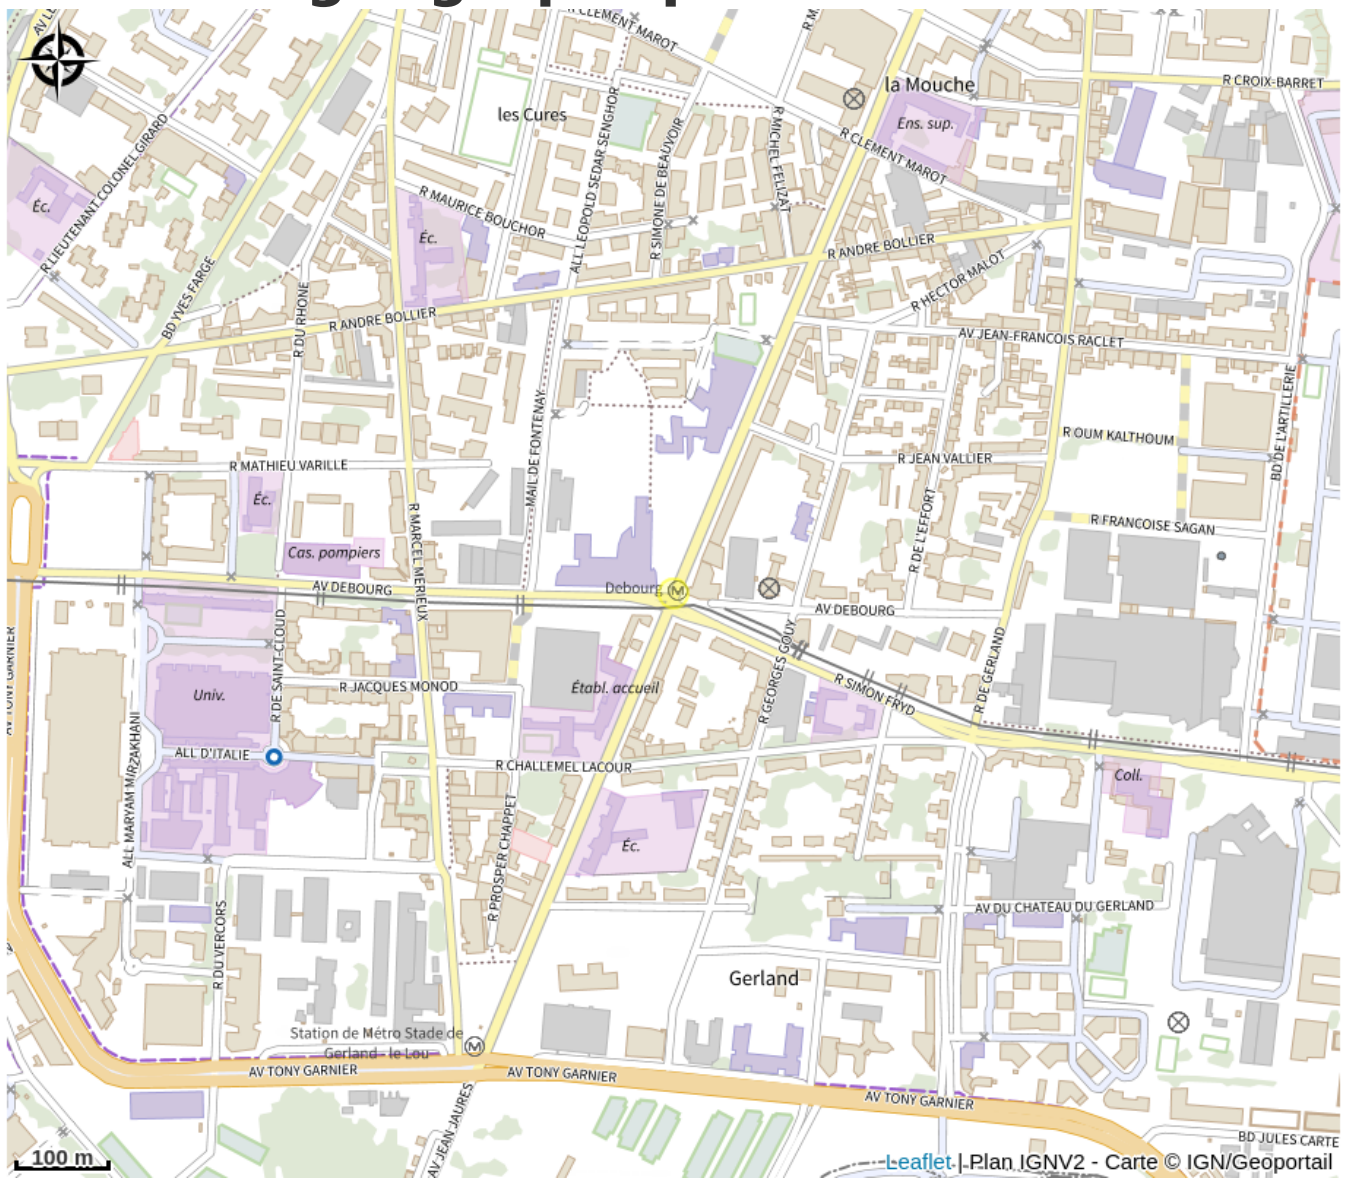 AV LE
R CLEMENT MAROT
R M
la Mouche
R CROIX-BARRET
les Cures
Ens. sup.
R CLEMENT MAROT
R MICHEL FELIZAT
ALL LEOPOLD SEDAR SENGHOR
R SIMONE DE BEAUVOIR
R LIEUTENANT COLONEL GIRARD
Éc.
R MAURICE BOUCHOR
Éc.
R ANDRE BOLLIER
R HECTOR MALOT
BD YVES FARGE
R DU RHONE
R ANDRE BOLLIER
AV JEAN-FRANCOIS RACLET
BD DE L'ARTILLERIE
MAIL DE FONTENAY
R OUM KALTHOUM
R MATHIEU VARILLE
R JEAN VALLIER
Éc.
R MARCEL MERIEUX
R DE L'EFFORT
R FRANCOISE SAGAN
Cas. pompiers
AV DEBOURG
Debourg
M
AV DEBOURG
AV TONY GARNIER
R DE SAINT-CLOUD
R GEORGES GOUY
R DE GERLAND
Univ.
R JACQUES MONOD
Établ. accueil
R SIMON FRYD
ALL D'ITALIE
ALL MARYAM MIRZAKHANI
R CHALLEMEL LACOUR
Coll.
R PROSPER CHAPPET
Éc.
AV DU CHATEAU DU GERLAND
R DU VERCORS
Gerland
Station de Métro Stade de
Gerland - le Lou
M
AV TONY GARNIER
AV TONY GARNIER
AV TONY GARNIER
AV JEAN JAURES
BD JULES CARTE
100 m
Leaflet | Plan IGNV2 - Carte © IGN/Geoportail